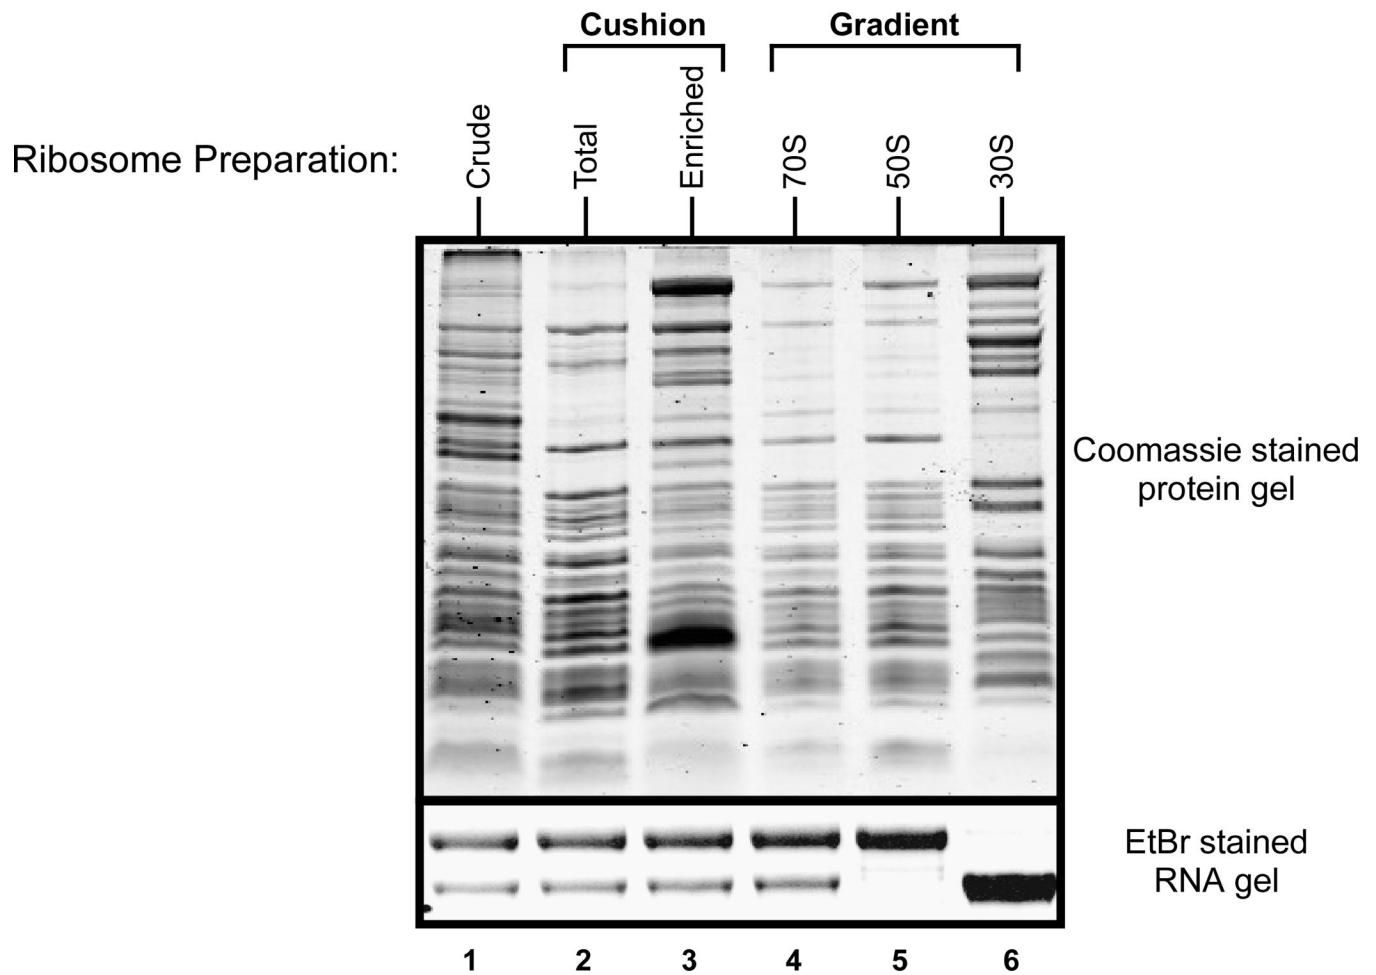 Cushion
Gradient
Ribosome Preparation:
Crude
Total
Enriched
70S
50S
30S
Coomassie stained
protein gel
EtBr stained
RNA gel
1 2 3 4 5 6